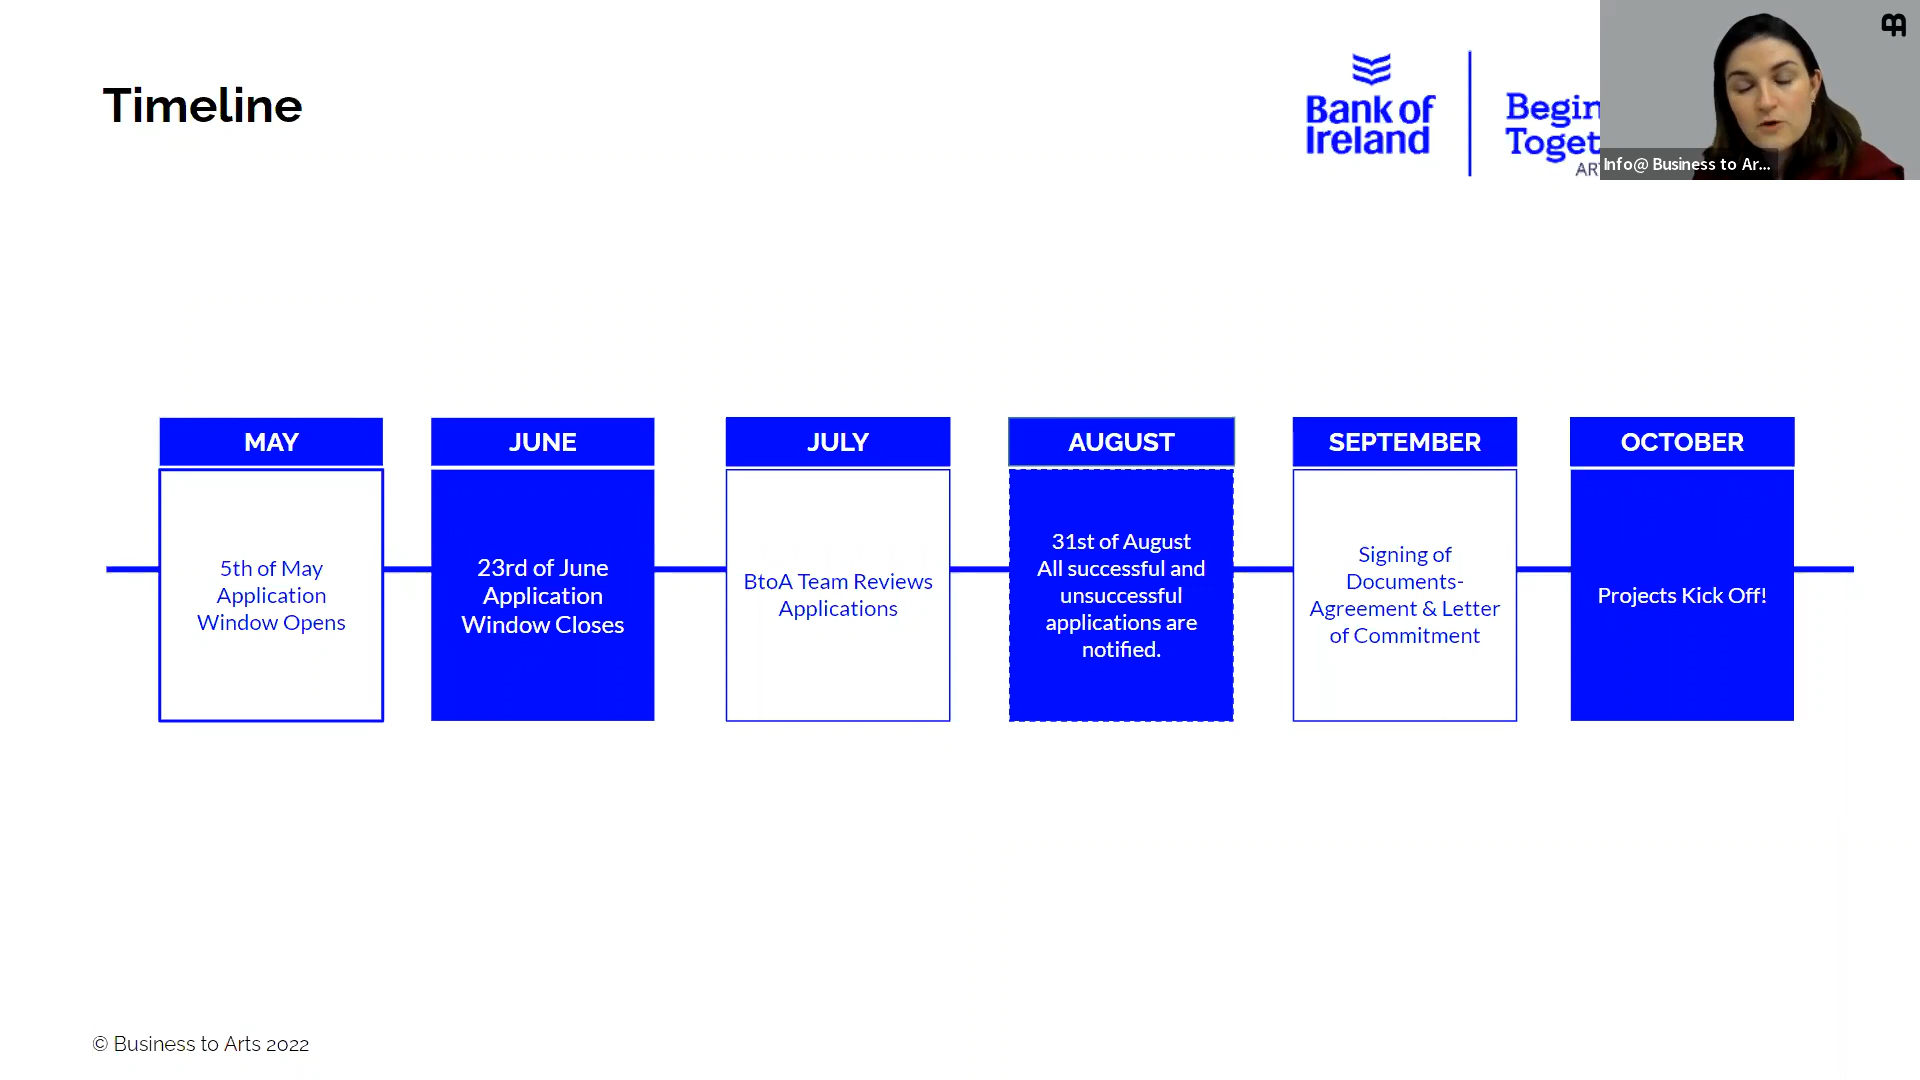 Timeline
Bank of
Ireland
Begin
Toget
AR
Info@ Business to Ar...
MAY
5th of May
Application
Window Opens
JUNE
23rd of June
Application
Window Closes
JULY
BtoA Team Reviews
Applications
AUGUST
31st of August
All successful and
unsuccessful
applications are
notified.
SEPTEMBER
Signing of
Documents-
Agreement & Letter
of Commitment
OCTOBER
Projects Kick Off!
© Business to Arts 2022